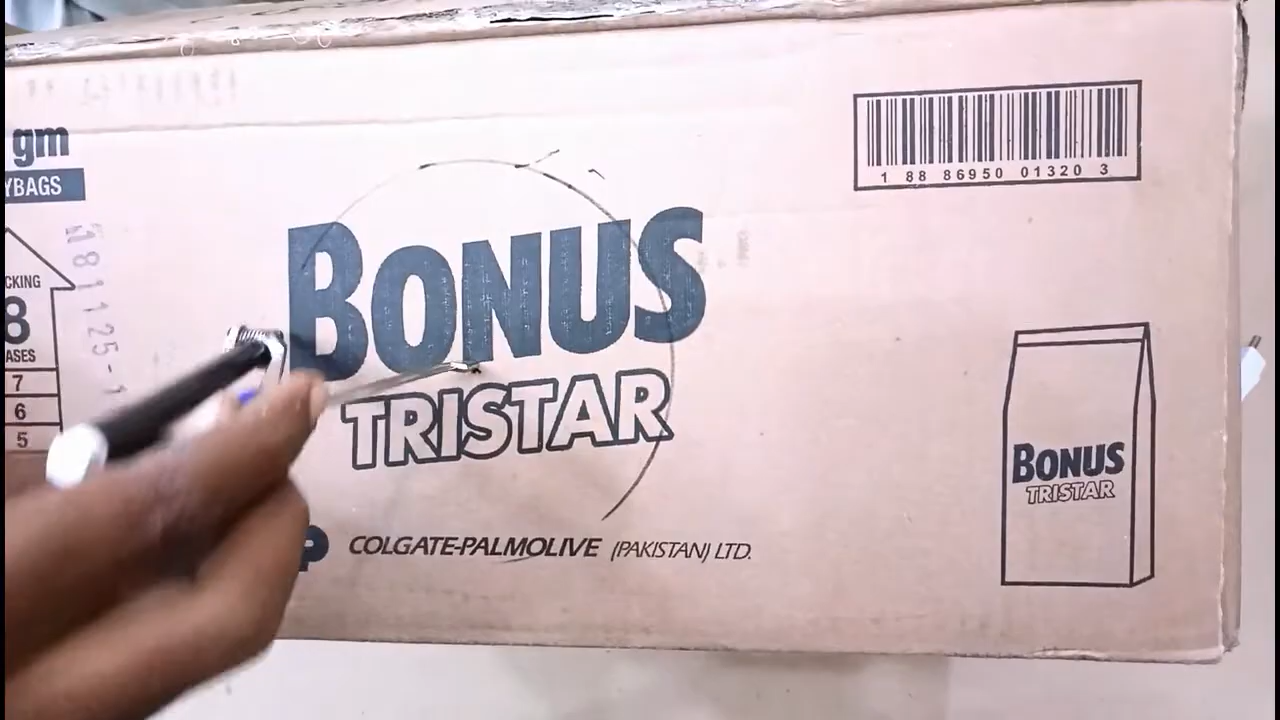 gm
YBAGS
CKING
8
ASES
7
6
5
1 88 86950 01320 3
BONUS
TRISTAR
COLGATE-PALMOLIVE (PAKISTAN) LTD.
BONUS
TRISTAR